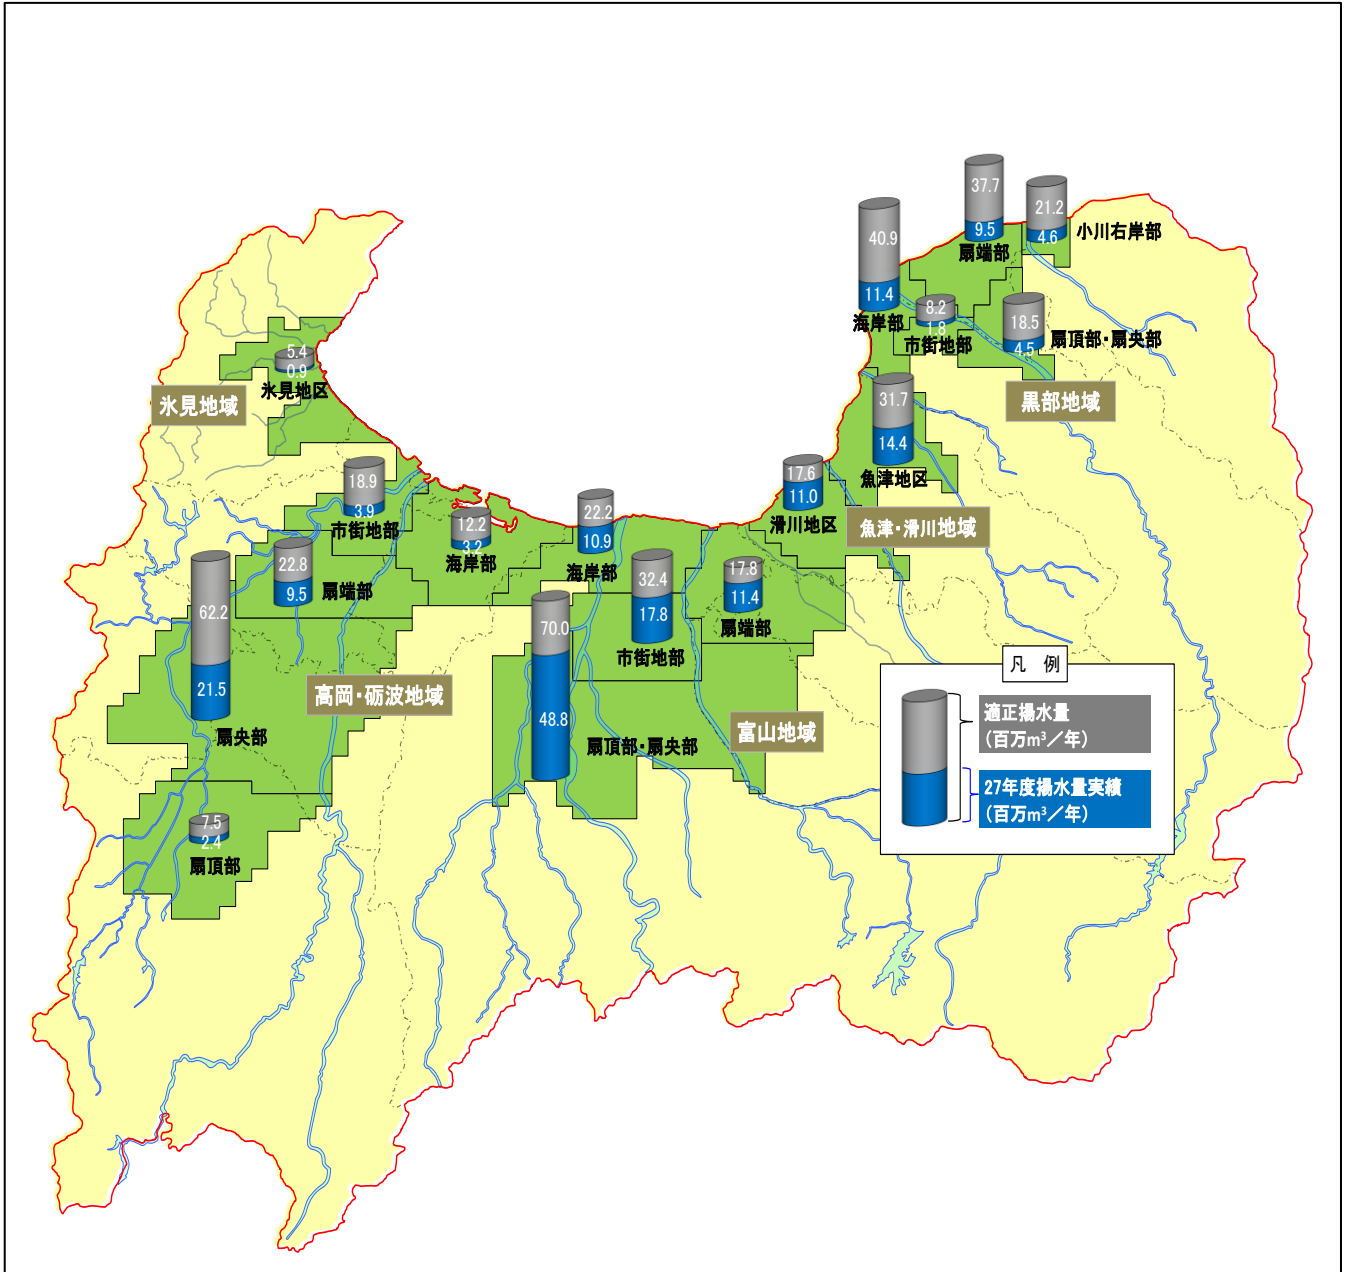 37.7
9.5
扇端部
21.2
4.6
小川右岸部
40.9
11.4
海岸部
8.2
1.8
市街地部
18.5
4.5
扇頂部・扇央部
黒部地域
5.4
0.9
氷見地区
氷見地域
31.7
14.4
魚津地区
17.6
11.0
滑川地区
魚津・滑川地域
18.9
3.9
市街地部
12.2
3.2
海岸部
22.2
10.9
海岸部
22.8
9.5
扇端部
32.4
17.8
市街地部
17.8
11.4
扇端部
62.2
21.5
扇央部
高岡・砺波地域
70.0
48.8
扇頂部・扇央部
富山地域
7.5
2.4
扇頂部
凡 例
適正揚水量
(百万m³/年)
27年度揚水量実績
(百万m³/年)